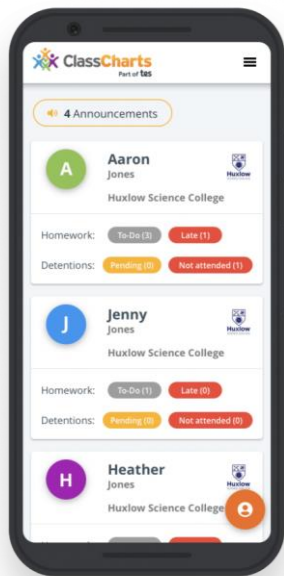 ClassCharts
Part of tes
4 Announcements
A
Aaron
Jones
Huxlow
Huxlow Science College
Homework: To-Do (3) Late (1)
Detentions: Pending (0) Not attended (1)
J
Jenny
Jones
Huxlow
Huxlow Science College
Homework: To-Do (1) Late (0)
Detentions: Pending (0) Not attended (0)
H
Heather
Jones
Huxlow
Huxlow Science College